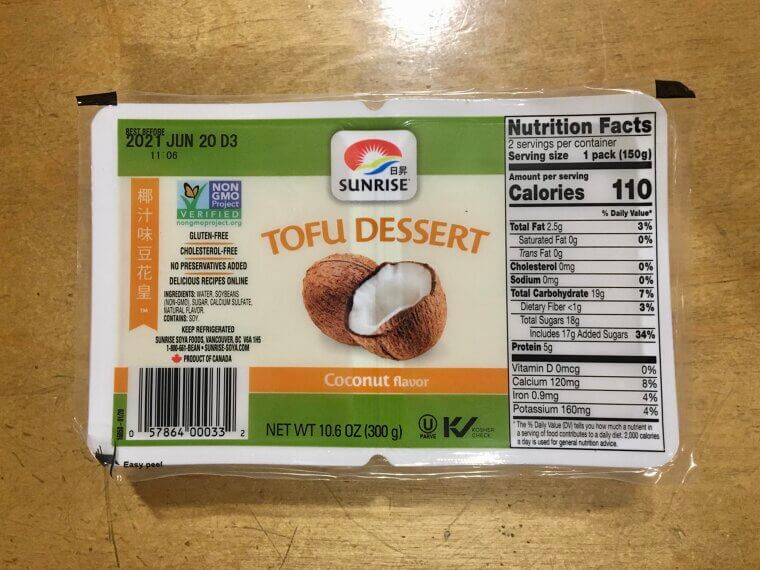 BEST BEFORE
2021 JUN 20 D3
11:06
椰汁味豆花皇
TM
NON
GMO
Project
VERIFIED
nongmoproject.org
GLUTEN-FREE
CHOLESTEROL-FREE
NO PRESERVATIVES ADDED
DELICIOUS RECIPES ONLINE
INGREDIENTS: WATER, SOYBEANS
(NON-GMO), SUGAR, CALCIUM SULFATE,
NATURAL FLAVOR.
CONTAINS: SOY.
KEEP REFRIGERATED
SUNRISE SOYA FOODS, VANCOUVER, BC V6A 1H5
1-800-661-BEAN • SUNRISE-SOYA.COM
PRODUCT OF CANADA
0 57864 00033 2
Easy peel
日昇
SUNRISE
TOFU DESSERT
Coconut flavor
NET WT 10.6 OZ (300 g)
U
PARVE
K
KOSHER
CHECK
Nutrition Facts
2 servings per container
Serving size 1 pack (150g)
Amount per serving
Calories 110
% Daily Value*
Total Fat 2.5g 3%
Saturated Fat 0g 0%
Trans Fat 0g
Cholesterol 0mg 0%
Sodium 0mg 0%
Total Carbohydrate 19g 7%
Dietary Fiber <1g 3%
Total Sugars 18g
Includes 17g Added Sugars 34%
Protein 5g
Vitamin D 0mcg 0%
Calcium 120mg 8%
Iron 0.9mg 4%
Potassium 160mg 4%
* The % Daily Value (DV) tells you how much a nutrient in
a serving of food contributes to a daily diet. 2,000 calories
a day is used for general nutrition advice.